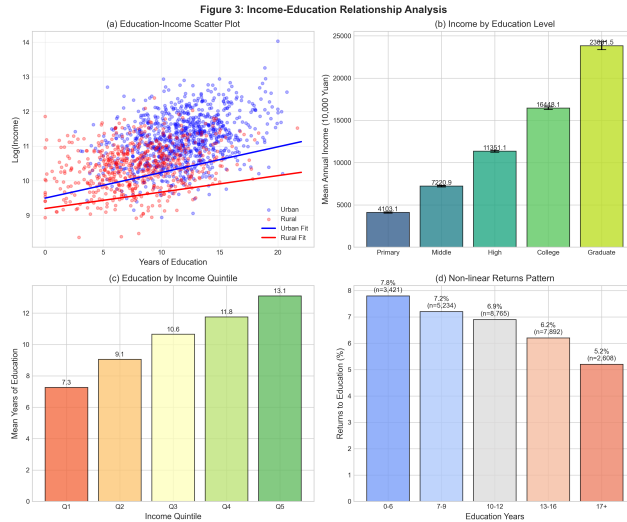 Figure 3: Income-Education Relationship Analysis
(a) Education-Income Scatter Plot
Log(Income)
14
13
12
11
10
9
0
5
10
15
20
Years of Education
Urban
Rural
Urban Fit
Rural Fit
(b) Income by Education Level
Mean Annual Income (10,000 Yuan)
25000
20000
15000
10000
5000
0
4103.1
7220.9
11351.1
16448.1
Primary
Middle
High
College
Graduate
(c) Education by Income Quintile
Mean Years of Education
12
10
8
6
4
2
0
7.3
9.1
10.6
11.8
13.1
Q1
Q2
Q3
Q4
Q5
Income Quintile
(d) Non-linear Returns Pattern
Returns to Education (%)
8
7
6
5
4
3
2
1
0
7.8%
(n=3,421)
7.2%
(n=5,234)
6.9%
(n=8,765)
6.2%
(n=7,892)
5.2%
(n=2,608)
0-6
7-9
10-12
13-16
17+
Education Years